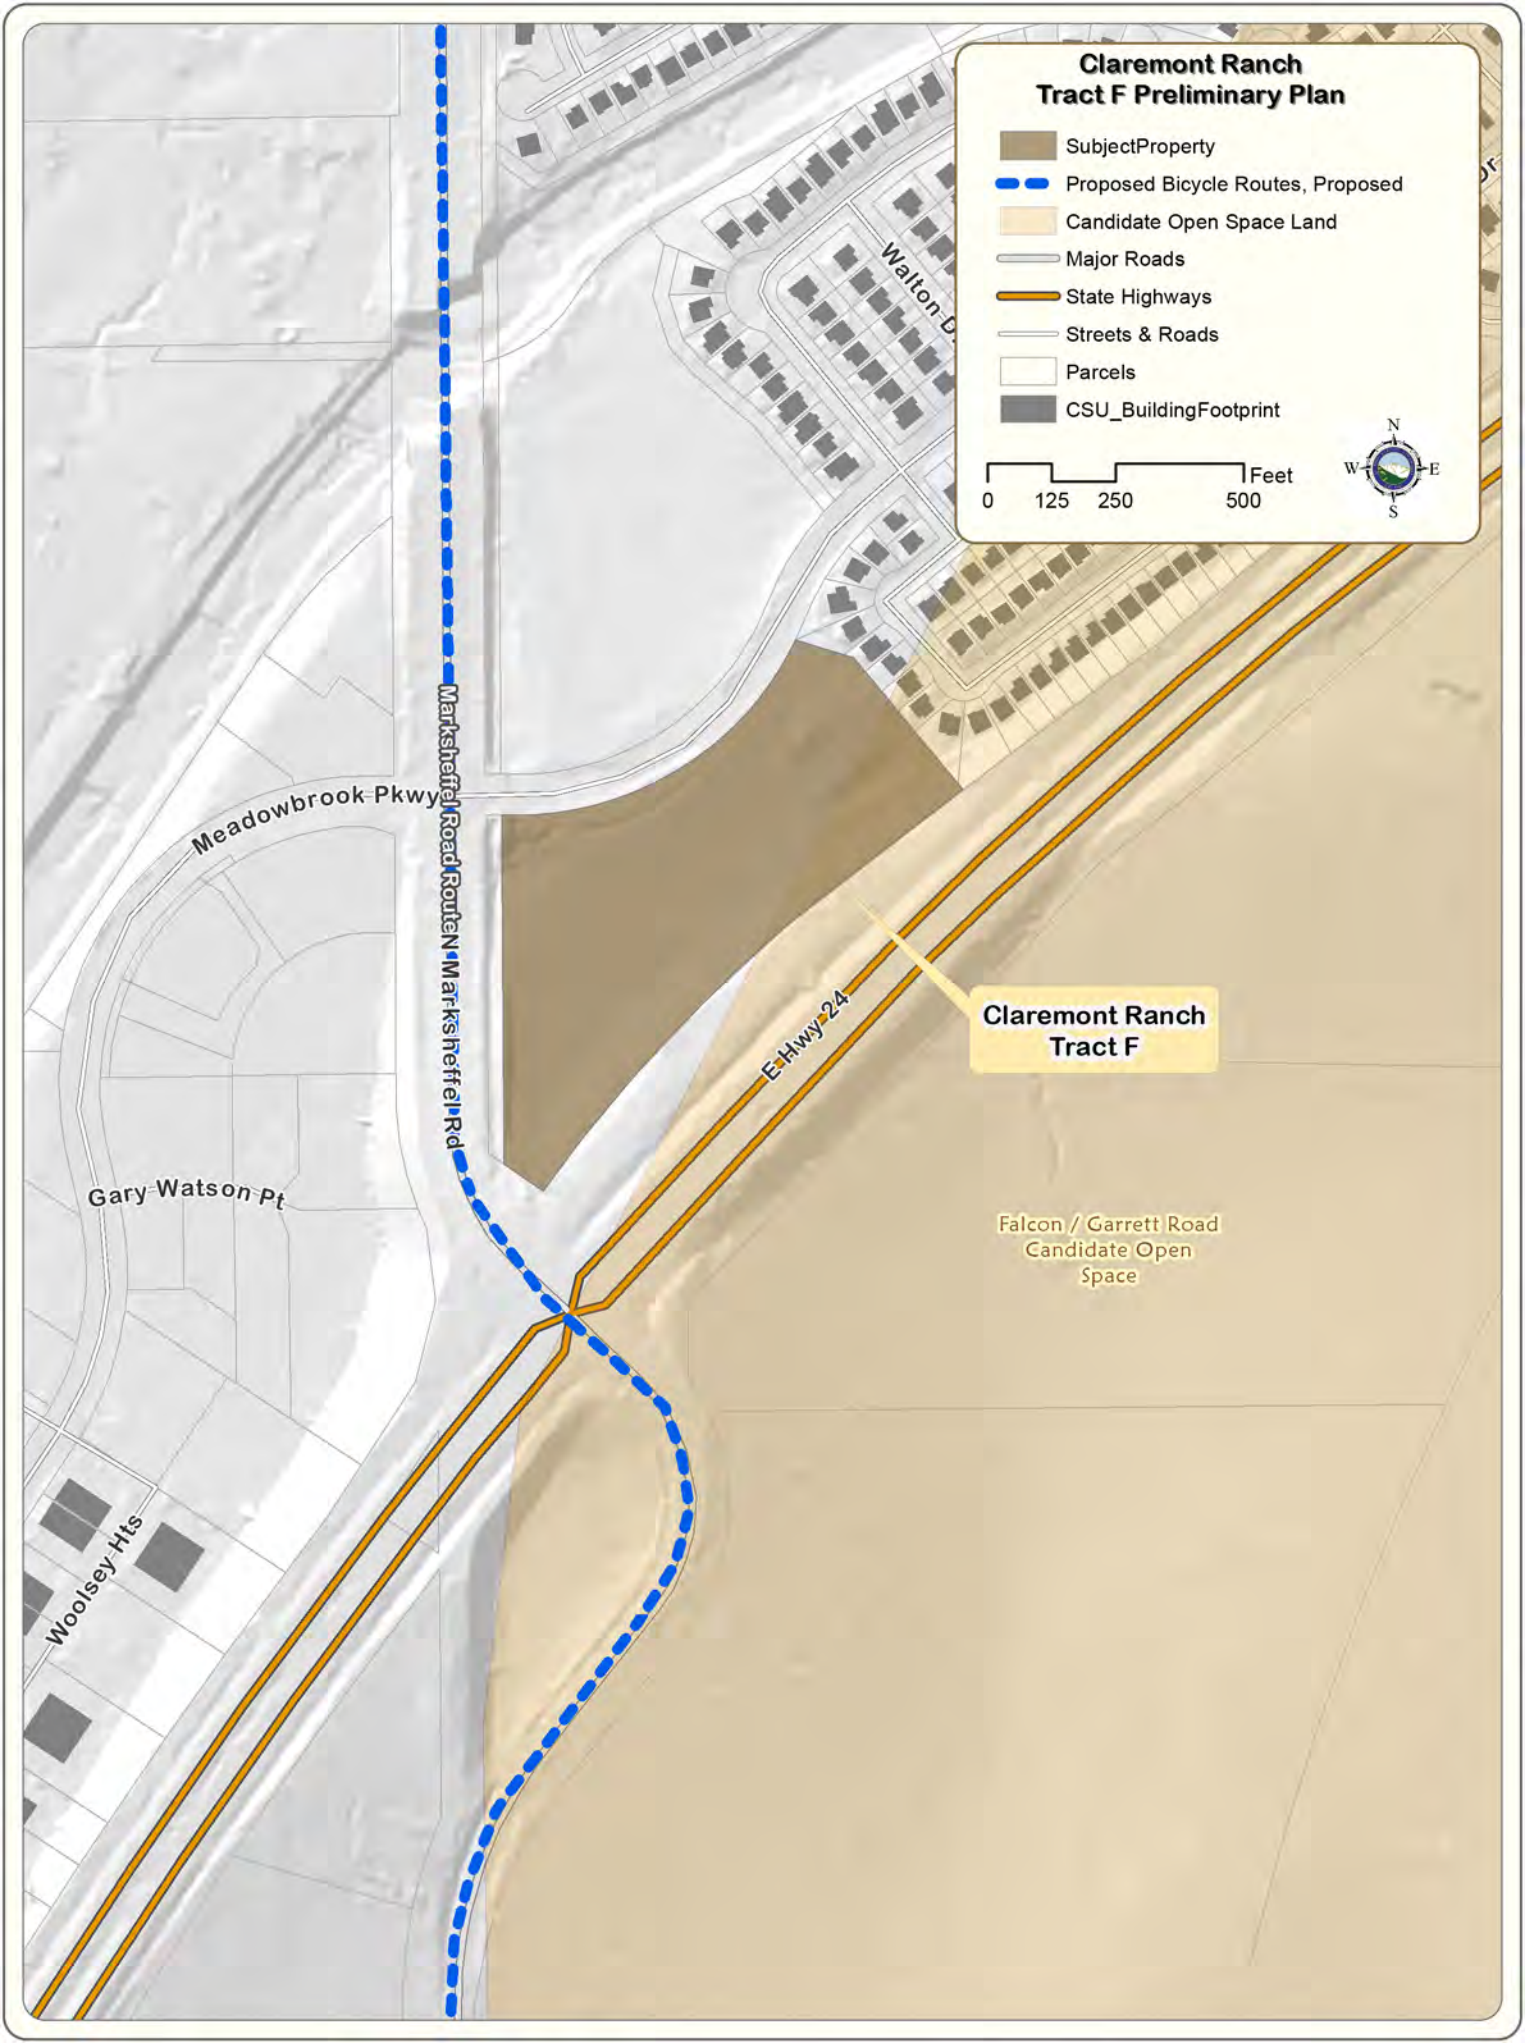 Claremont Ranch
Tract F Preliminary Plan
SubjectProperty
Proposed Bicycle Routes, Proposed
Candidate Open Space Land
Major Roads
State Highways
Streets & Roads
Parcels
CSU_BuildingFootprint
Feet
0 125 250 500
N
W E
S
Dr
Walton D
Marksheffel Road Route
N Marksheffel Rd
Meadowbrook Pkwy
E Hwy 24
Claremont Ranch
Tract F
Gary Watson Pt
Falcon / Garrett Road
Candidate Open
Space
Woolsey Hts